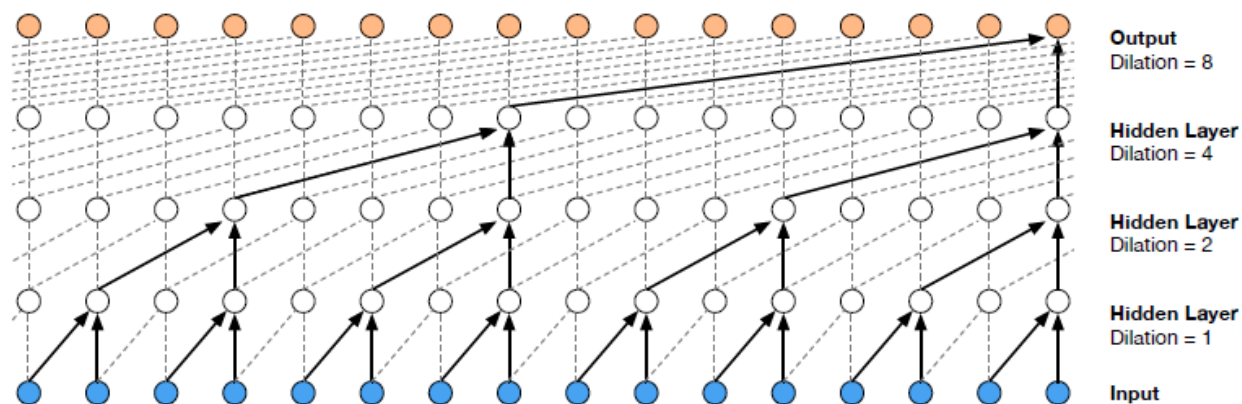 Output
Dilation = 8
Hidden Layer
Dilation = 4
Hidden Layer
Dilation = 2
Hidden Layer
Dilation = 1
Input